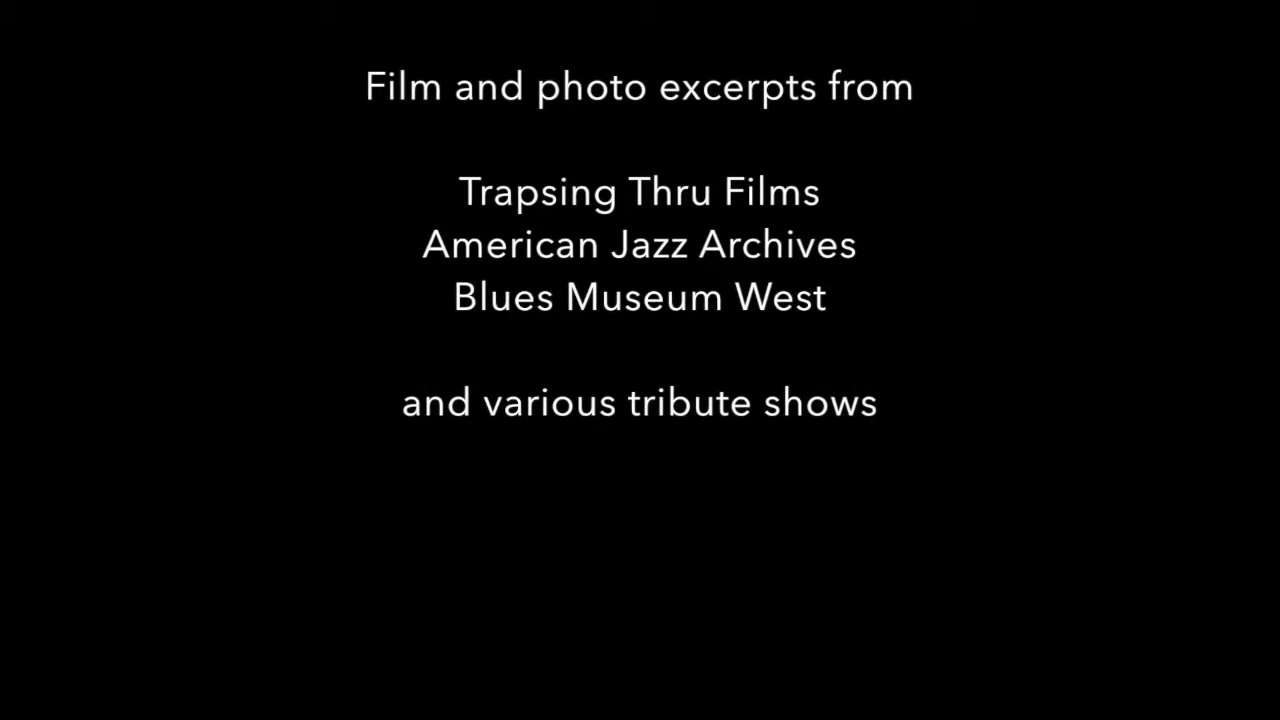 Film and photo excerpts from
Trapsing Thru Films
American Jazz Archives
Blues Museum West
and various tribute shows